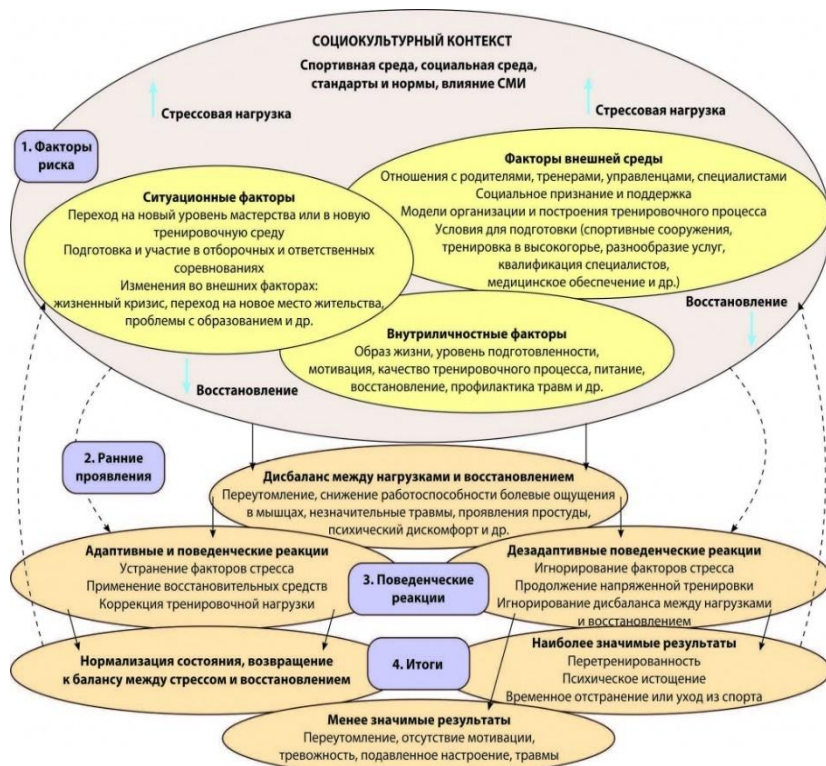 СОЦИОКУЛЬТУРНЫЙ КОНТЕКСТ
Спортивная среда, социальная среда,
стандарты и нормы, влияние СМИ
Стрессовая нагрузка
Стрессовая нагрузка
1. Факторы
риска
Факторы внешней среды
Отношения с родителями, тренерами, управленцами, специалистами
Социальное признание и поддержка
Модели организации и построения тренировочного процесса
Условия для подготовки (спортивные сооружения,
тренировка в высокогорье, разнообразие услуг,
квалификация специалистов,
медицинское обеспечение и др.)
Ситуационные факторы
Переход на новый уровень мастерства или в новую
тренировочную среду
Подготовка и участие в отборочных и ответственных
соревнованиях
Изменения во внешних факторах:
жизненный кризис, переход на новое место жительства,
проблемы с образованием и др.
Восстановление
Внутриличностные факторы
Образ жизни, уровень подготовленности,
мотивация, качество тренировочного процесса, питание,
восстановление, профилактика травм и др.
Восстановление
2. Ранние
проявления
Дисбаланс между нагрузками и восстановлением
Переутомление, снижение работоспособности болевые ощущения
в мышцах, незначительные травмы, проявления простуды,
психический дискомфорт и др.
Адаптивные и поведенческие реакции
Устранение факторов стресса
Применение восстановительных средств
Коррекция тренировочной нагрузки
3. Поведенческие
реакции
Дезадаптивные поведенческие реакции
Игнорирование факторов стресса
Продолжение напряженной тренировки
Игнорирование дисбаланса между нагрузками
и восстановлением
Нормализация состояния, возвращение
к балансу между стрессом и восстановлением
4. Итоги
Наиболее значимые результаты
Перетренированность
Психическое истощение
Временное отстранение или уход из спорта
Менее значимые результаты
Переутомление, отсутствие мотивации,
тревожность, подавленное настроение, травмы